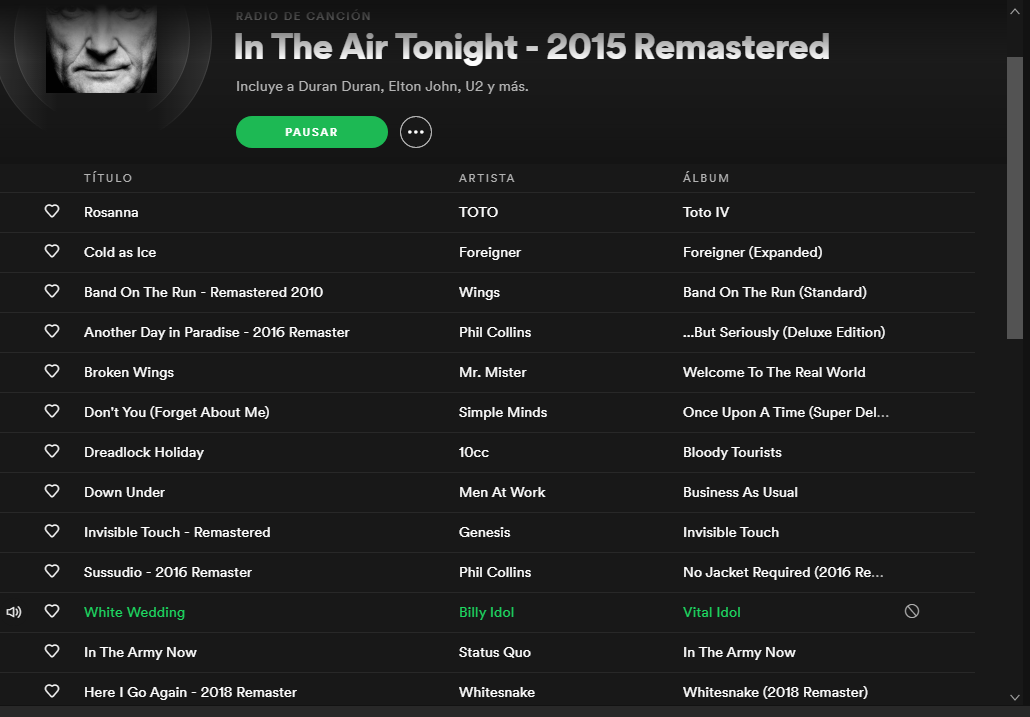 RADIO DE CANCIÓN
In The Air Tonight - 2015 Remastered
Incluye a Duran Duran, Elton John, U2 y más.
PAUSAR
TÍTULO ARTISTA ÁLBUM
Rosanna TOTO Toto IV
Cold as Ice Foreigner Foreigner (Expanded)
Band On The Run - Remastered 2010 Wings Band On The Run (Standard)
Another Day in Paradise - 2016 Remaster Phil Collins ...But Seriously (Deluxe Edition)
Broken Wings Mr. Mister Welcome To The Real World
Don't You (Forget About Me) Simple Minds Once Upon A Time (Super Del...
Dreadlock Holiday 10cc Bloody Tourists
Down Under Men At Work Business As Usual
Invisible Touch - Remastered Genesis Invisible Touch
Sussudio - 2016 Remaster Phil Collins No Jacket Required (2016 Re...
White Wedding Billy Idol Vital Idol
In The Army Now Status Quo In The Army Now
Here I Go Again - 2018 Remaster Whitesnake Whitesnake (2018 Remaster)